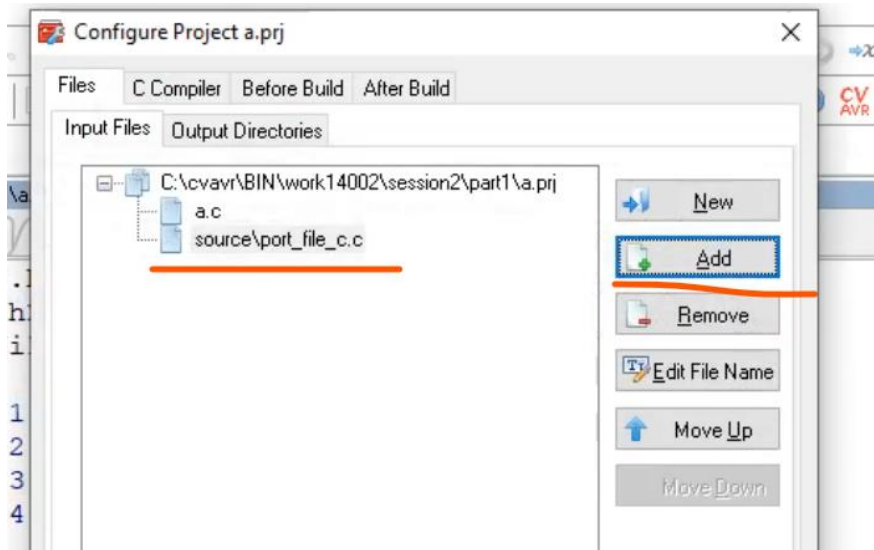 Configure Project a.prj
Files C Compiler Before Build After Build
Input Files Output Directories
C:\cvavr\BIN\work14002\session2\part1\a.prj
a.c
source\port_file_c.c
New
Add
Remove
Edit File Name
Move Up
Move Down
CV
AVR
\a
h
i
1
2
3
4